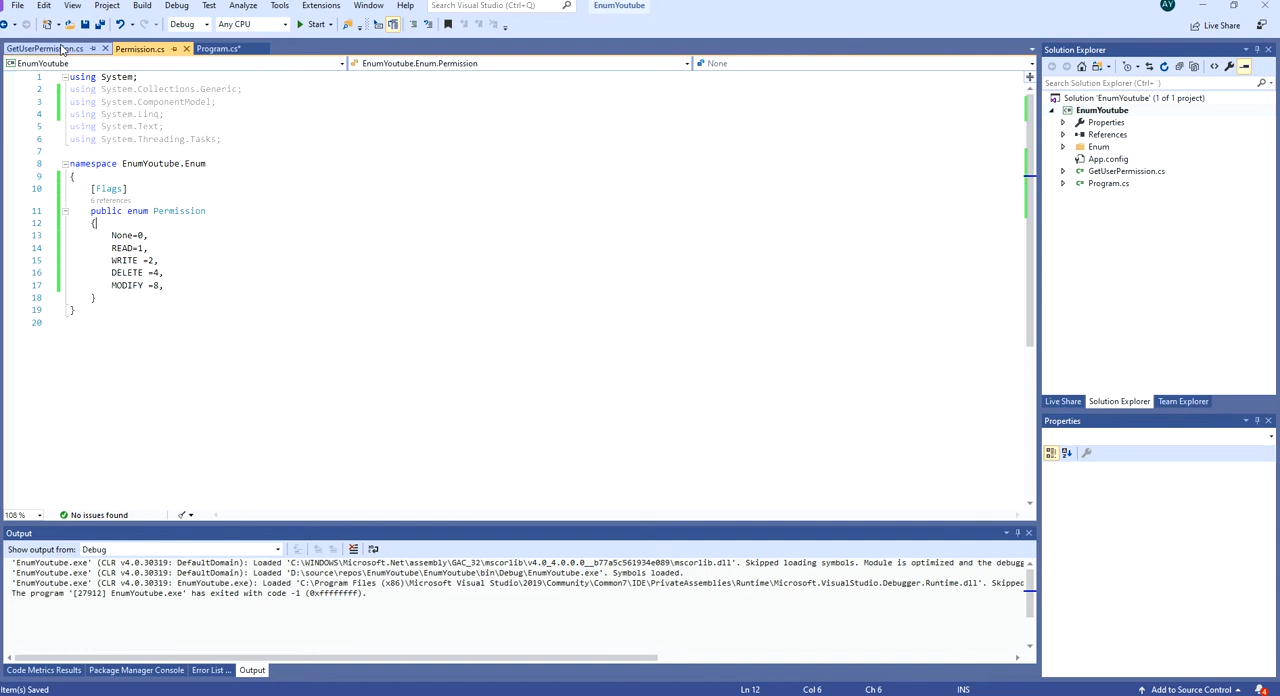 File Edit View Project Build Debug Test Analyze Tools Extensions Window Help Search Visual Studio (Ctrl+Q) EnumYoutube AY
Debug Any CPU Start Live Share
GetUserPermission.cs Permission.cs Program.cs*
EnumYoutube EnumYoutube.Enum.Permission None
1 using System;
2 using System.Collections.Generic;
3 using System.ComponentModel;
4 using System.Linq;
5 using System.Text;
6 using System.Threading.Tasks;
7
8 namespace EnumYoutube.Enum
9 {
10 [Flags]
6 references
11 public enum Permission
12 {
13 None=0,
14 READ=1,
15 WRITE =2,
16 DELETE =4,
17 MODIFY =8,
18 }
19 }
20
108 % No issues found
Solution Explorer
Search Solution Explorer (Ctrl+ )
Solution 'EnumYoutube' (1 of 1 project)
EnumYoutube
Properties
References
Enum
App.config
GetUserPermission.cs
Program.cs
Live Share Solution Explorer Team Explorer
Properties
Output
Show output from: Debug
'EnumYoutube.exe' (CLR v4.0.30319: DefaultDomain): Loaded 'C:\WINDOWS\Microsoft.Net\assembly\GAC_32\mscorlib\v4.0_4.0.0.0__b77a5c561934e089\mscorlib.dll'. Skipped loading symbols. Module is optimized and the debugg
'EnumYoutube.exe' (CLR v4.0.30319: DefaultDomain): Loaded 'D:\source\repos\EnumYoutube\EnumYoutube\bin\Debug\EnumYoutube.exe'. Symbols loaded.
'EnumYoutube.exe' (CLR v4.0.30319: EnumYoutube.exe): Loaded 'C:\Program Files (x86)\Microsoft Visual Studio\2019\Community\Common7\IDE\PrivateAssemblies\Runtime\Microsoft.VisualStudio.Debugger.Runtime.dll'. Skipped
The program '[27912] EnumYoutube.exe' has exited with code -1 (0xffffffff).
Code Metrics Results Package Manager Console Error List ... Output
Item(s) Saved Ln 12 Col 6 Ch 6 INS Add to Source Control